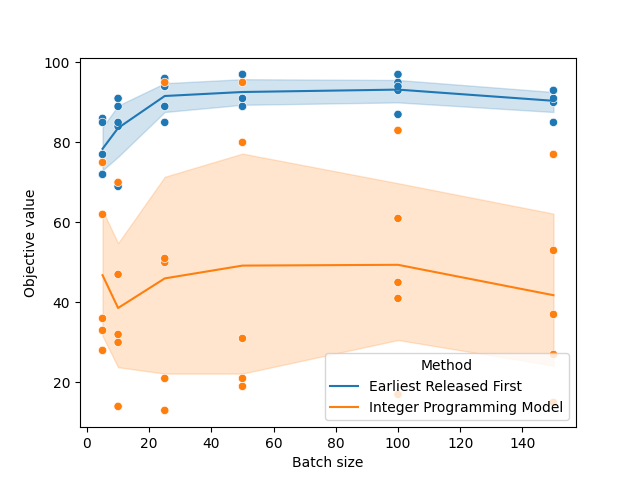 100
80
60
40
20
Objective value
Method
Earliest Released First
Integer Programming Model
0
20
40
60
80
100
120
140
Batch size